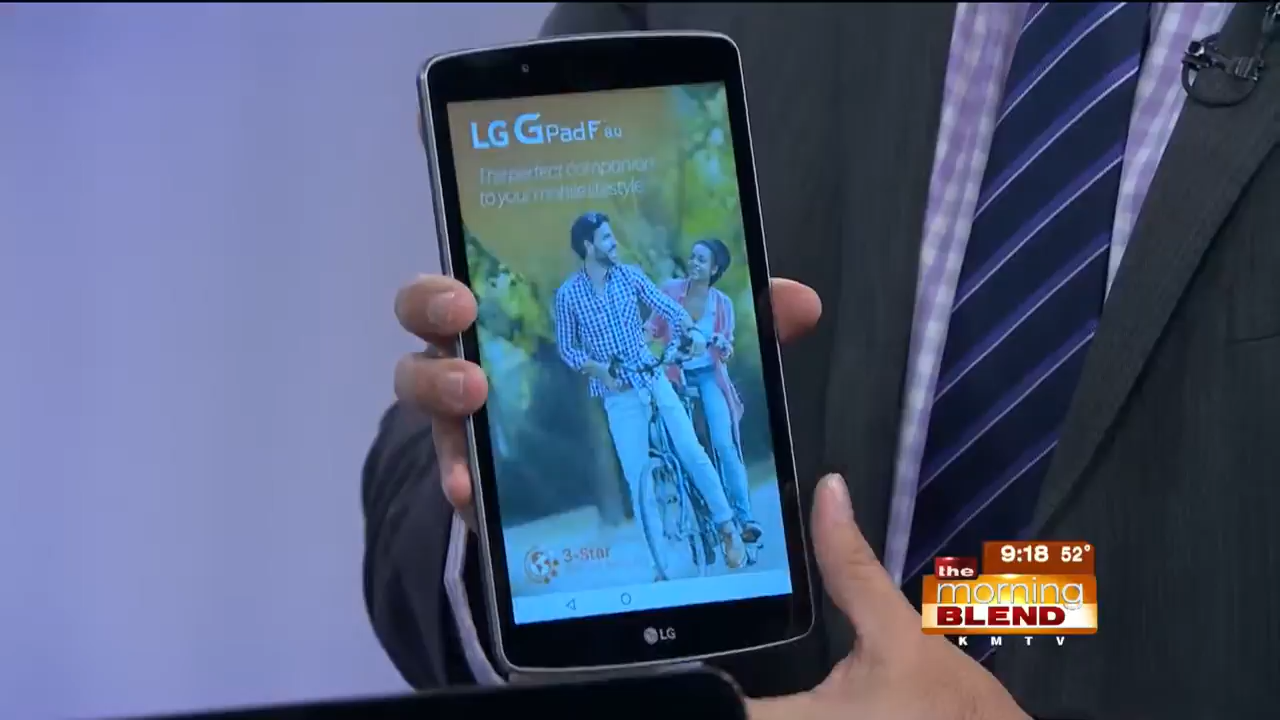 LG G Pad F 8.0
The perfect companion
to your mobile lifestyle
3-Star
LG
9:18 52°
the
morning
BLEND
KMTV